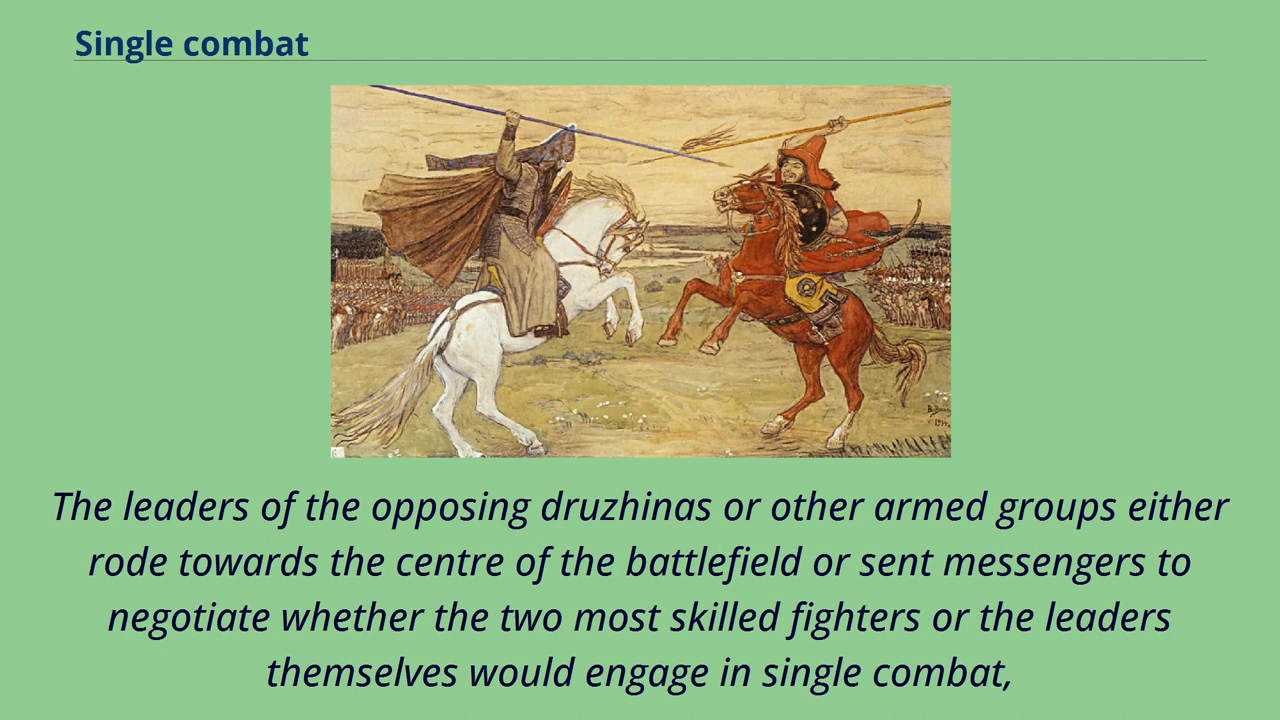 Single combat
The leaders of the opposing druzhinas or other armed groups either
rode towards the centre of the battlefield or sent messengers to
negotiate whether the two most skilled fighters or the leaders
themselves would engage in single combat,